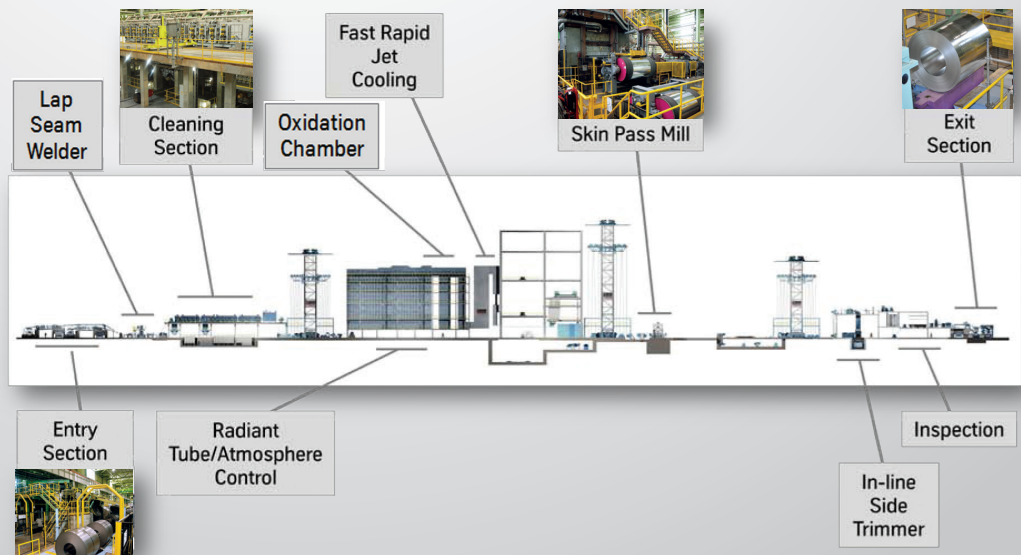 Lap
Seam
Welder
Cleaning
Section
Oxidation
Chamber
Fast Rapid
Jet
Cooling
Skin Pass Mill
Exit
Section
Entry
Section
Radiant
Tube/Atmosphere
Control
In-line
Side
Trimmer
Inspection